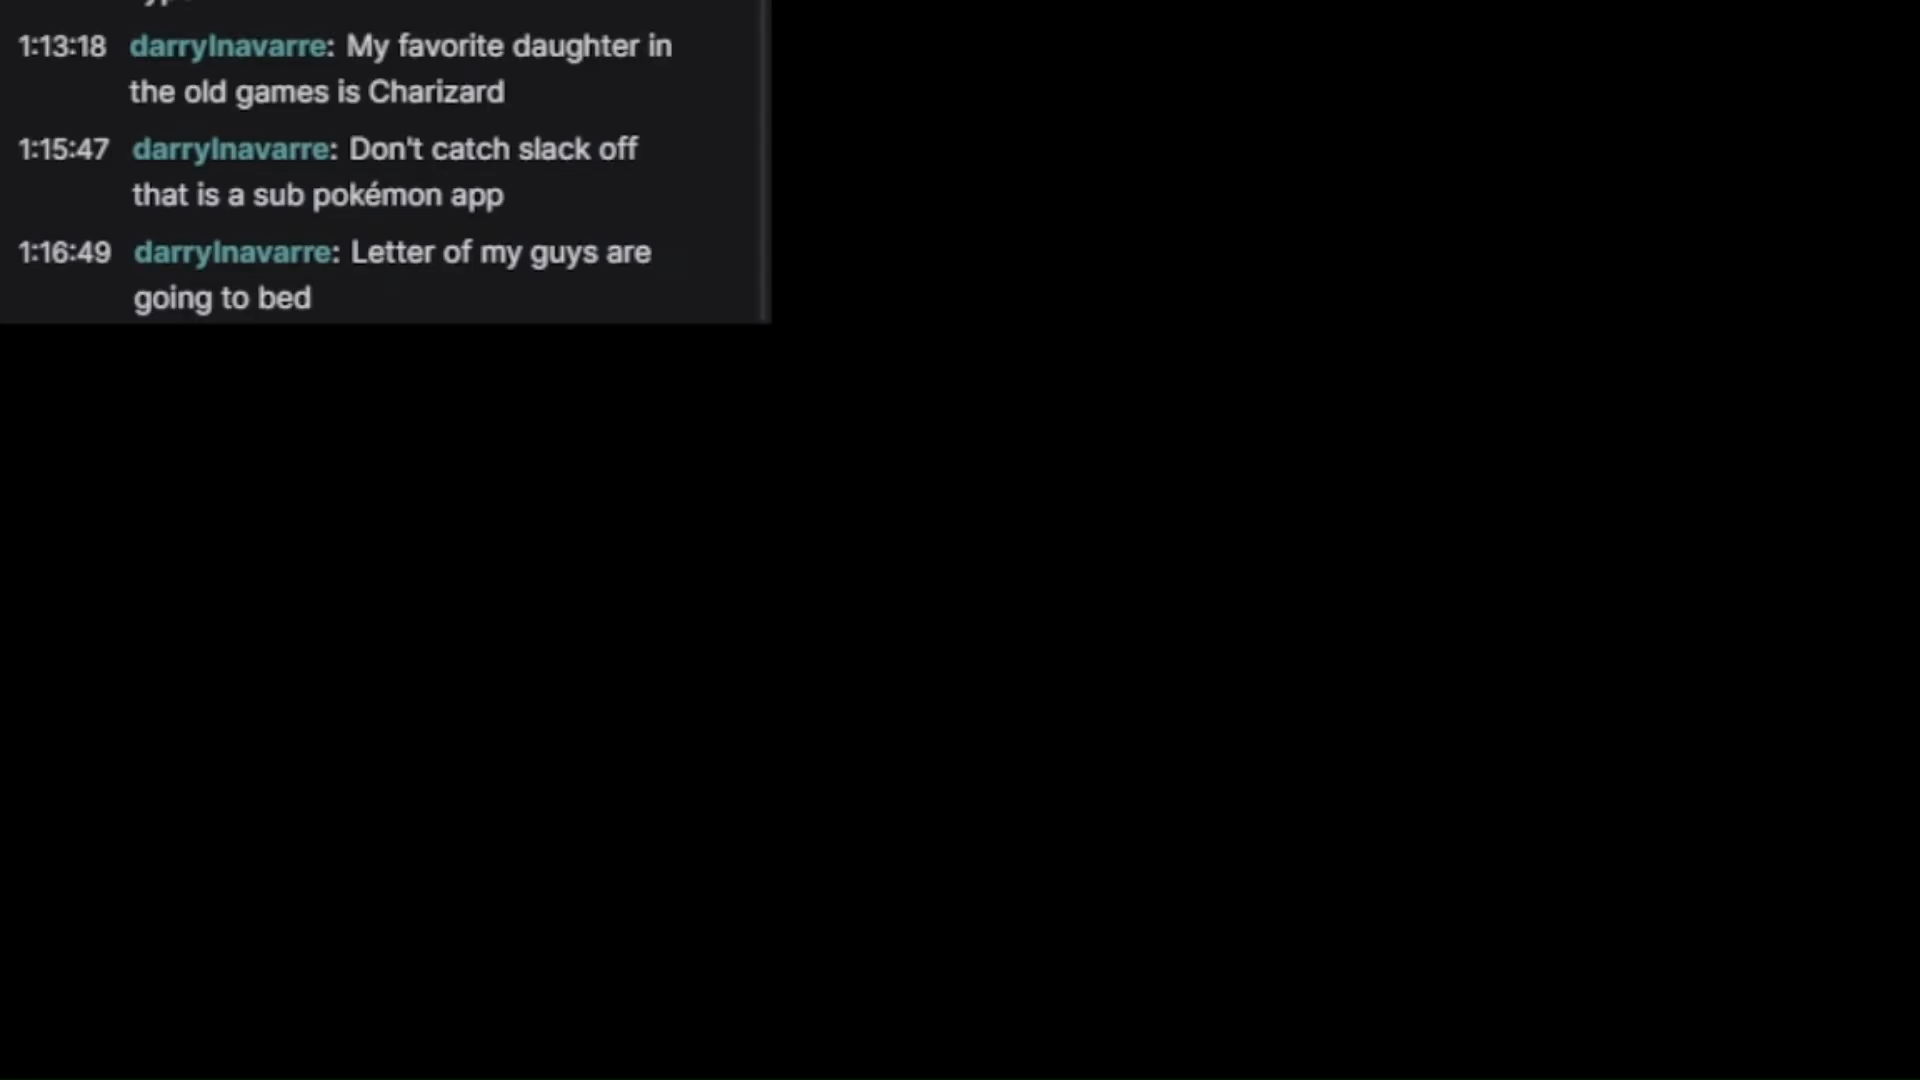 1:13:18 darrylnavarre: My favorite daughter in
the old games is Charizard
1:15:47 darrylnavarre: Don't catch slack off
that is a sub pokémon app
1:16:49 darrylnavarre: Letter of my guys are
going to bed